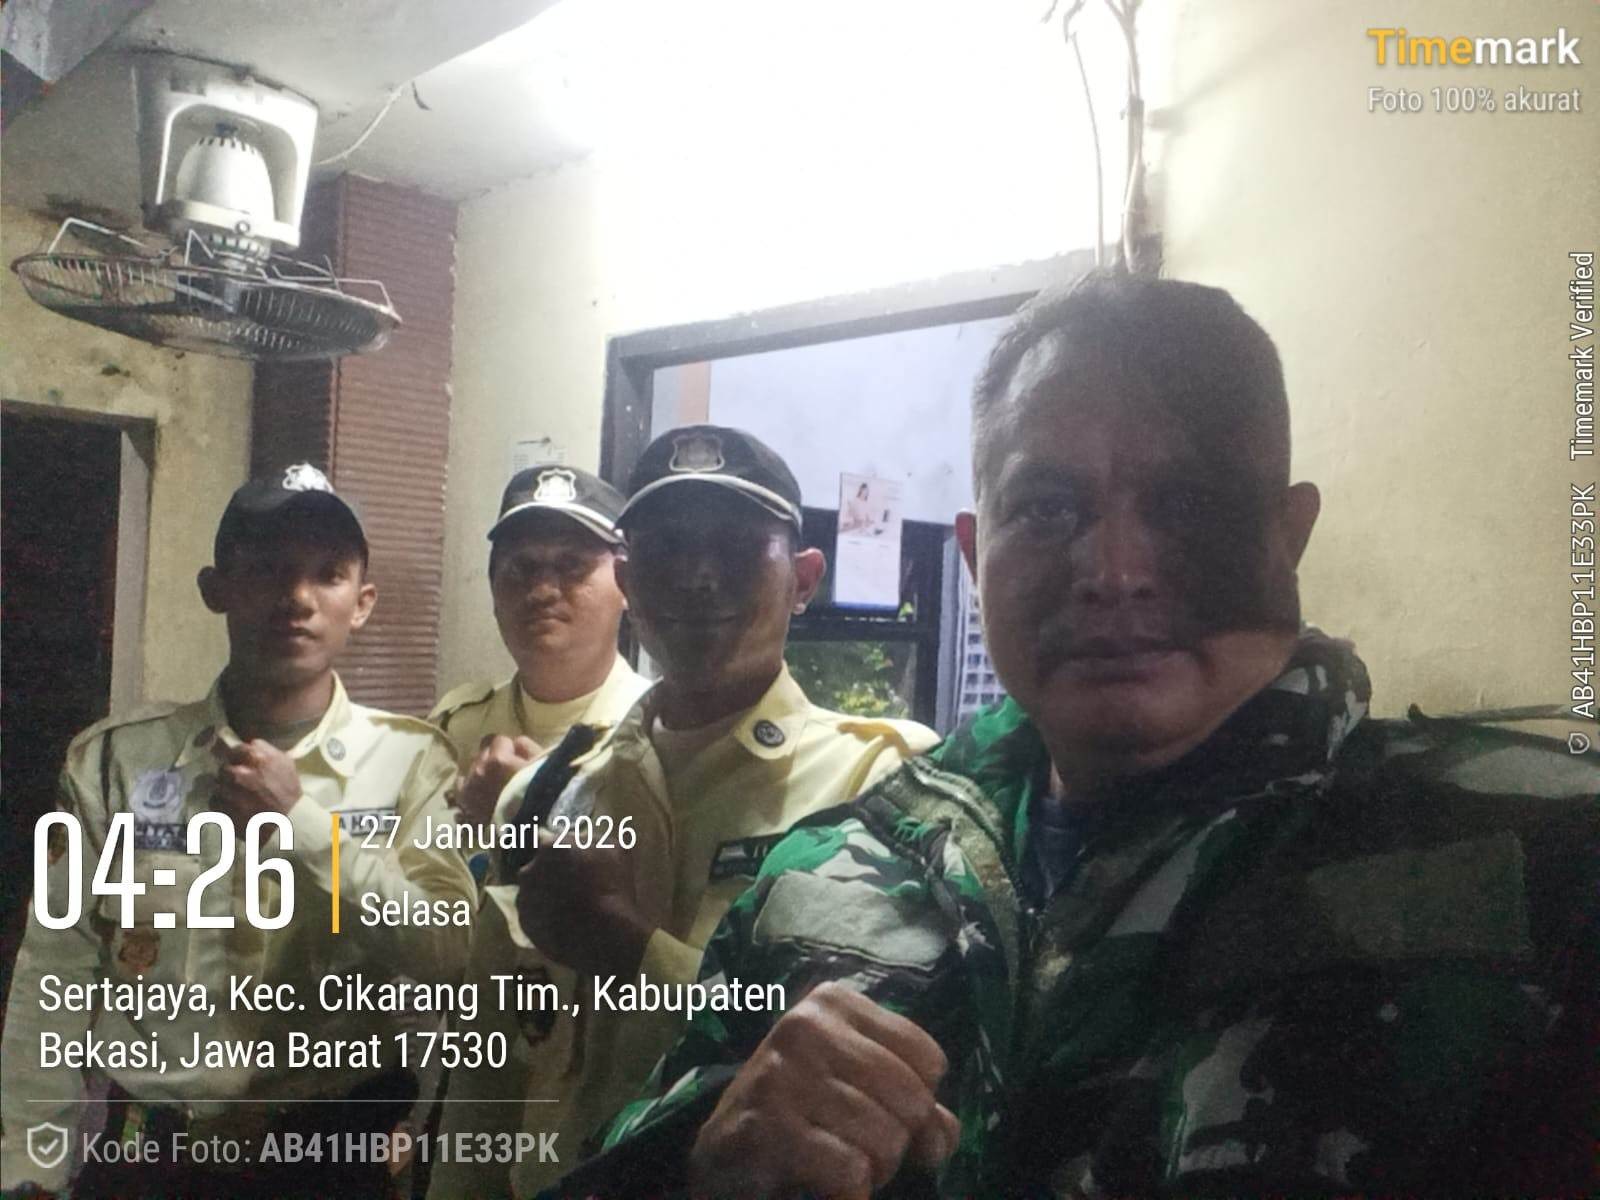 Timemark
Foto 100% akurat
AB41HBP11E33PK Timemark Verified
04:26
27 Januari 2026
Selasa
Sertajaya, Kec. Cikarang Tim., Kabupaten
Bekasi, Jawa Barat 17530
Kode Foto: AB41HBP11E33PK